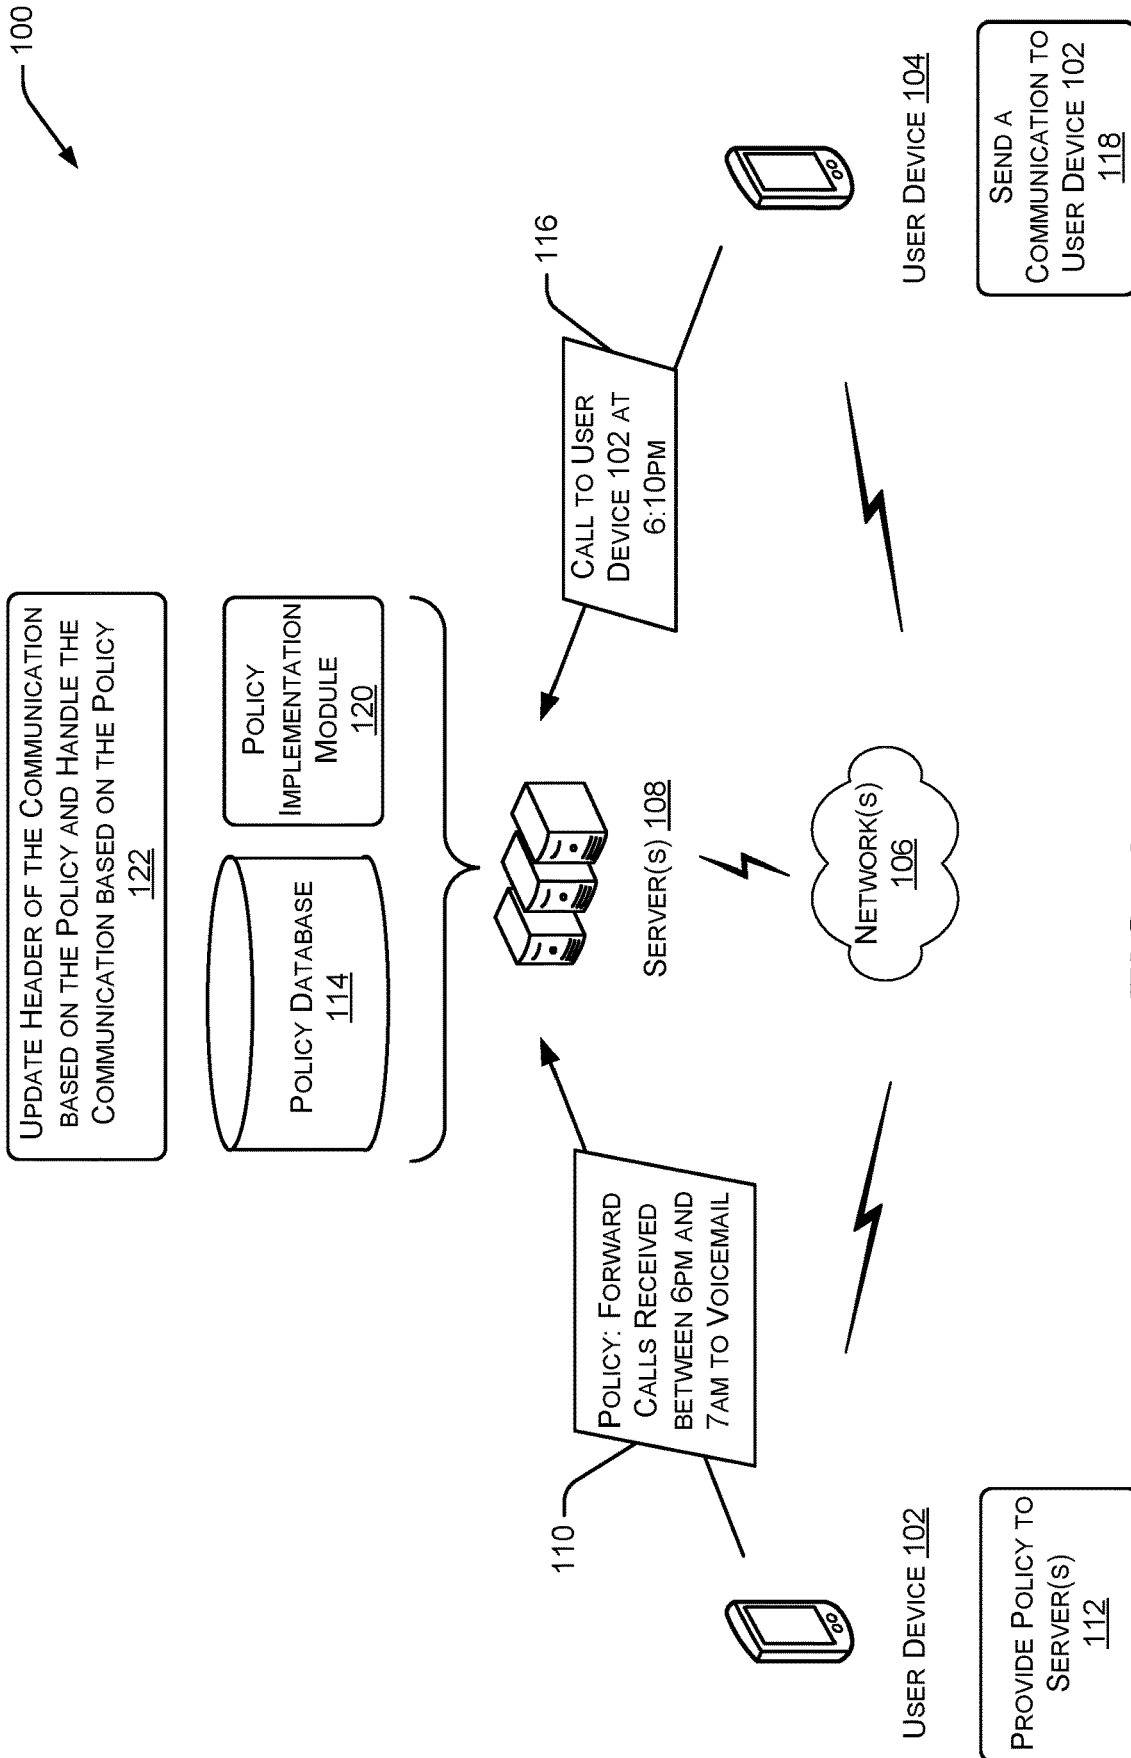 100
UPDATE HEADER OF THE COMMUNICATION
BASED ON THE POLICY AND HANDLE THE
COMMUNICATION BASED ON THE POLICY
122
POLICY DATABASE
114
POLICY
IMPLEMENTATION
MODULE
120
110
POLICY: FORWARD
CALLS RECEIVED
BETWEEN 6PM AND
7AM TO VOICEMAIL
SERVER(S) 108
116
CALL TO USER
DEVICE 102 AT
6:10PM
NETWORK(S)
106
USER DEVICE 102
PROVIDE POLICY TO
SERVER(S)
112
USER DEVICE 104
SEND A
COMMUNICATION TO
USER DEVICE 102
118